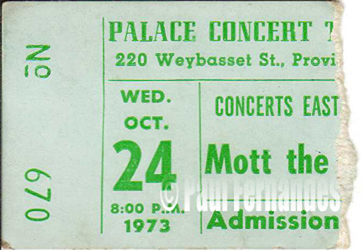 No
670
PALACE CONCERT
220 Weybasset St., Provi
WED.
OCT.
24
8:00 P.M.
1973
CONCERTS EAST
Mott the
© Paul Fernandes
Admission